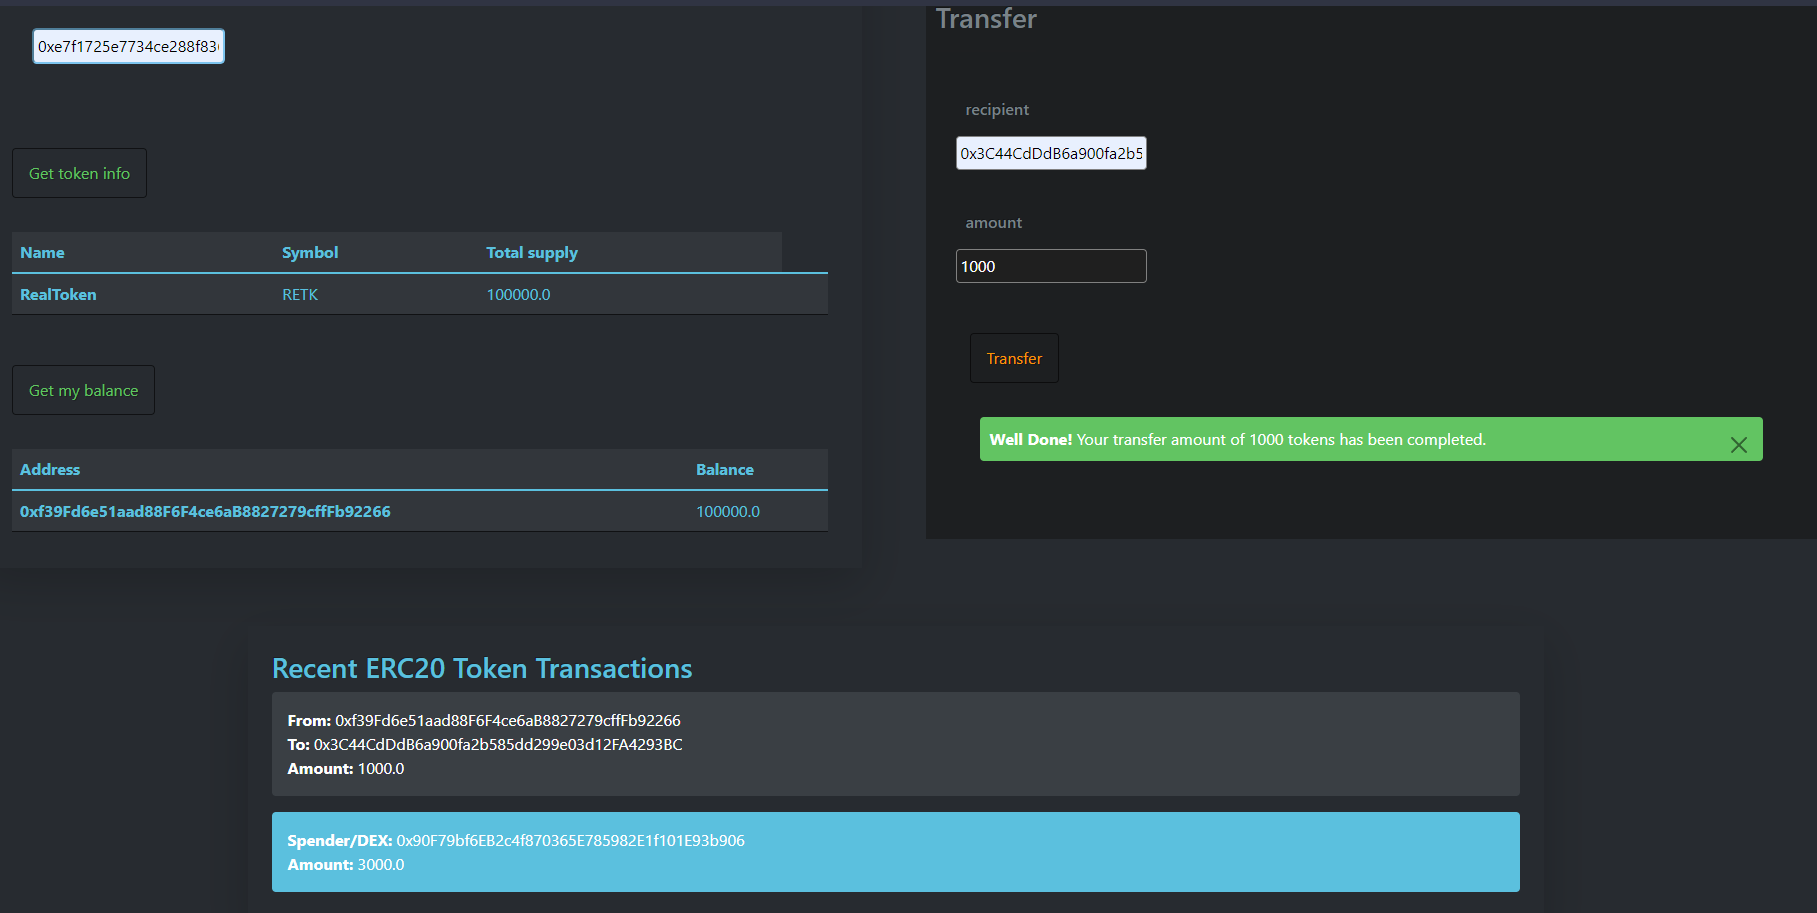 0xe7f1725e7734ce288f83
Get token info
Name Symbol Total supply
RealToken RETK 100000.0
Get my balance
Address Balance
0xf39Fd6e51aad88F6F4ce6aB8827279cffFb92266 100000.0
Transfer
recipient
0x3C44CdDdB6a900fa2b5
amount
1000
Transfer
Well Done! Your transfer amount of 1000 tokens has been completed.
Recent ERC20 Token Transactions
From: 0xf39Fd6e51aad88F6F4ce6aB8827279cffFb92266
To: 0x3C44CdDdB6a900fa2b585dd299e03d12FA4293BC
Amount: 1000.0
Spender/DEX: 0x90F79bf6EB2c4f870365E785982E1f101E93b906
Amount: 3000.0